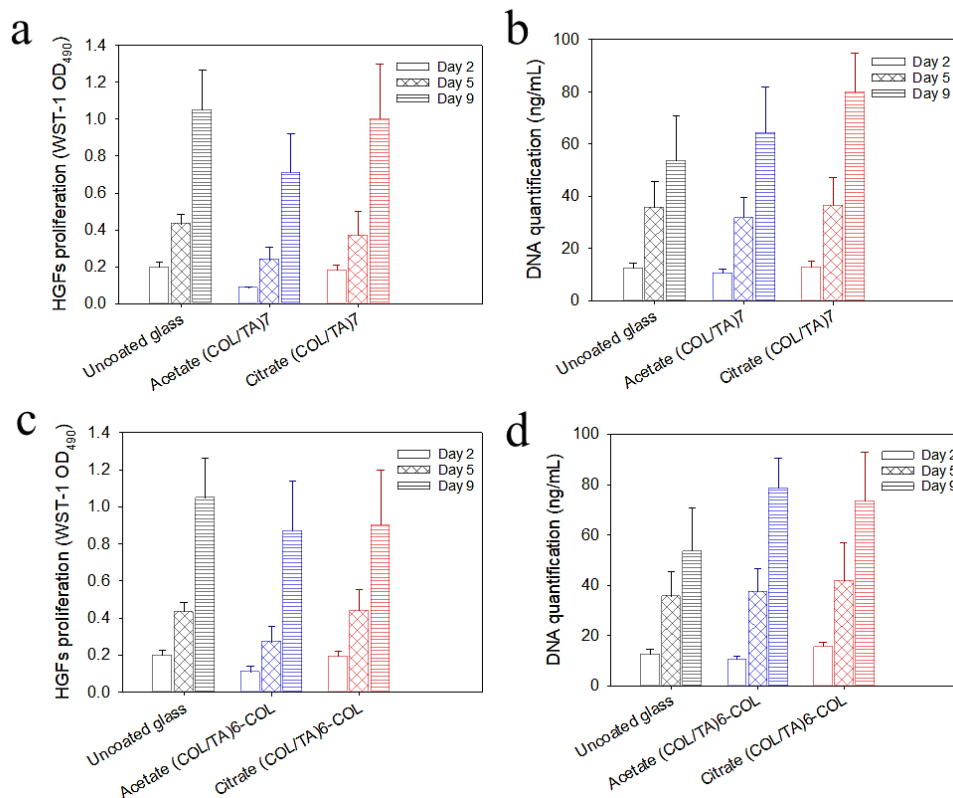 a
HGFs proliferation (WST-1 OD490)
1.4
1.2
1.0
0.8
0.6
0.4
0.2
0.0
Day 2
Day 5
Day 9
Uncoated glass
Acetate (COL/TA)7
Citrate (COL/TA)7
b
DNA quantification (ng/mL)
100
80
60
40
20
0
Day 2
Day 5
Day 9
Uncoated glass
Acetate (COL/TA)7
Citrate (COL/TA)7
c
HGFs proliferation (WST-1 OD490)
1.4
1.2
1.0
0.8
0.6
0.4
0.2
0.0
Day 2
Day 5
Day 9
Uncoated glass
Acetate (COL/TA)6-COL
Citrate (COL/TA)6-COL
d
DNA quantification (ng/mL)
100
80
60
40
20
0
Day 2
Day 5
Day 9
Uncoated glass
Acetate (COL/TA)6-COL
Citrate (COL/TA)6-COL